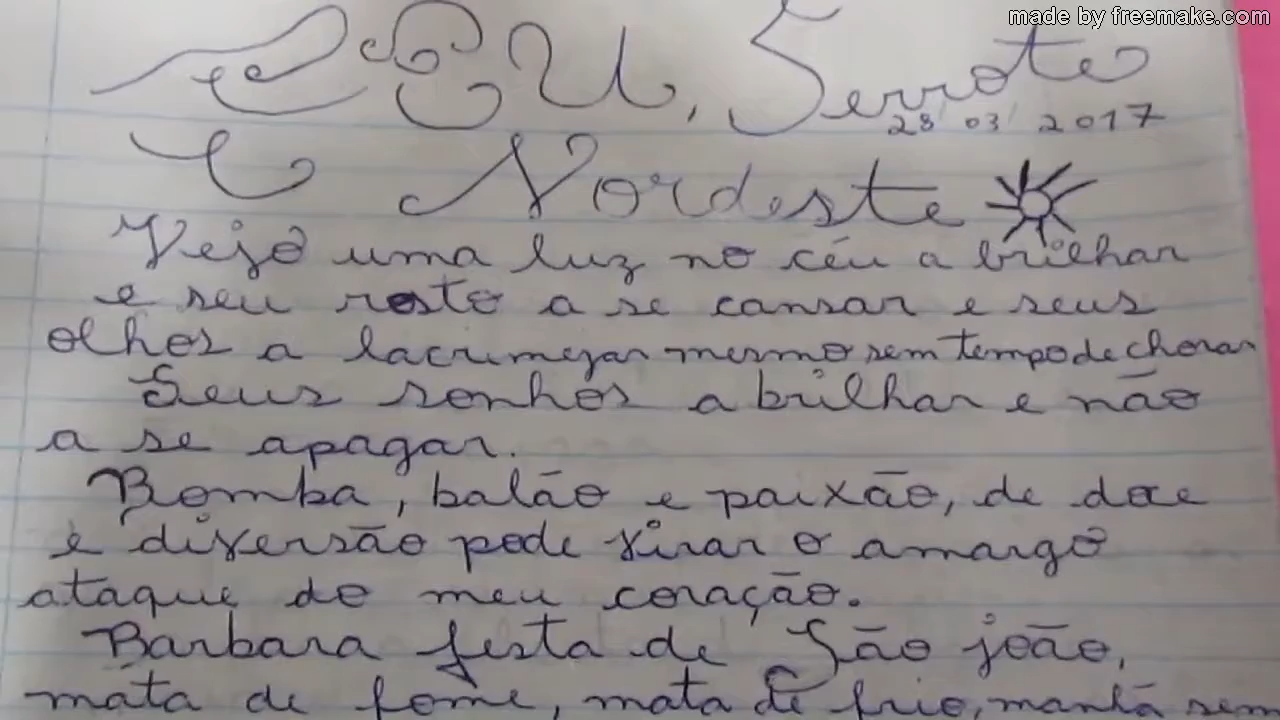 made by freemake.com
EU, Serrote
28 03 2017
Nordeste
Vejo uma luz no céu a brilhar
e seu rosto a se cansar e seus
olhos a lacrimejar mesmo sem tempo de chorar
Seus sonhos a brilhar e não
a se apagar.
Bomba, balão e paixão, de doce
e diversão pode virar o amargo
ataque do meu coração.
Barbara festa de São joão,
mata de fome, mata de frio, manhã sem